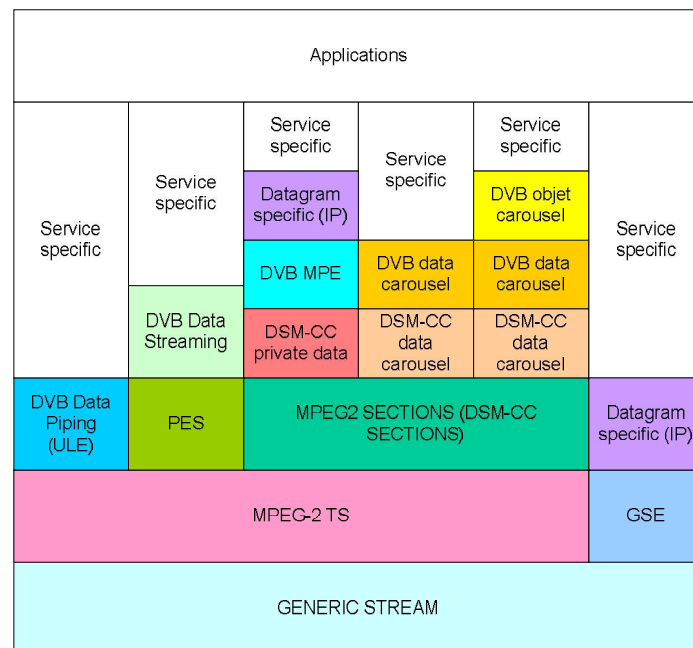 Applications
Service
specific
Service
specific
Service
specific
Datagram
specific (IP)
DVB MPE
DSM-CC
private data
Service
specific
DVB data
carousel
DSM-CC
data
carousel
Service
specific
DVB objet
carousel
DVB data
carousel
DSM-CC
data
carousel
Service
specific
DVB Data
Streaming
DVB Data
Piping
(ULE)
PES
MPEG2 SECTIONS (DSM-CC
SECTIONS)
Datagram
specific (IP)
MPEG-2 TS
GSE
GENERIC STREAM